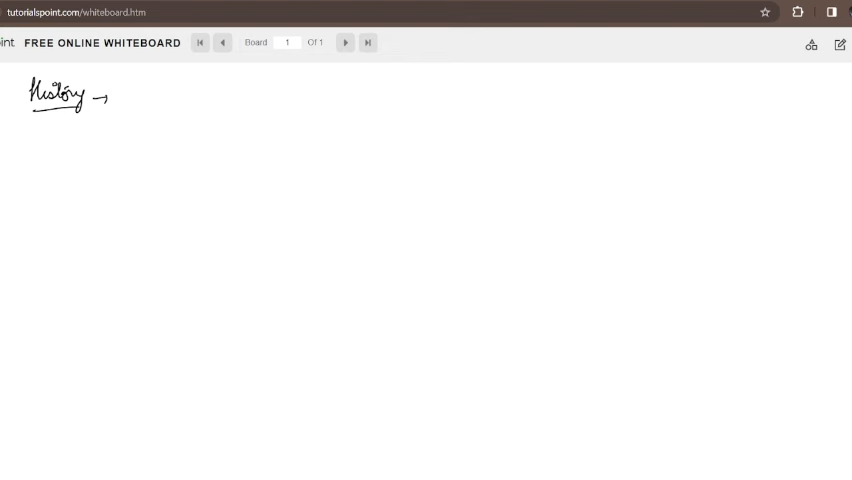 tutorialspoint.com/whiteboard.htm
int FREE ONLINE WHITEBOARD Board 1 Of 1
History →